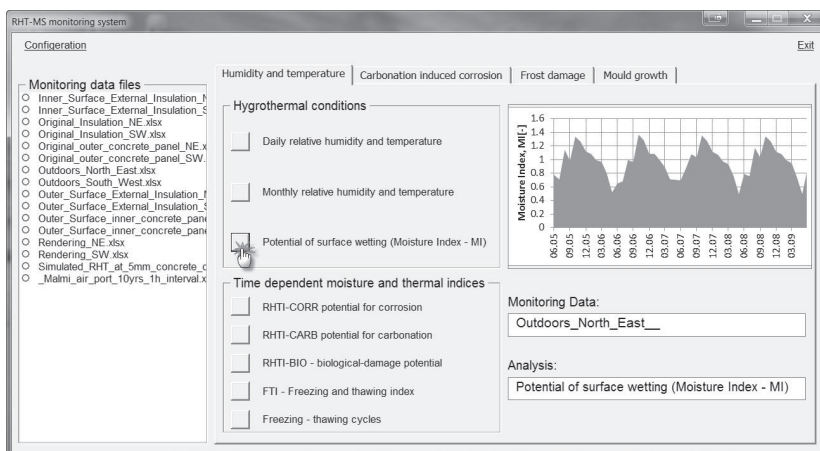 RHT-MS monitoring system
Configeration
Exit
Monitoring data files
Inner_Surface_External_Insulation_N
Inner_Surface_External_Insulation_S
Original_Insulation_NE.xlsx
Original_Insulation_SW.xlsx
Original_outer_concrete_panel_NE.x
Original_outer_concrete_panel_SW.
Outdoors_North_East.xlsx
Outdoors_South_West.xlsx
Outer_Surface_External_Insulation_N
Outer_Surface_External_Insulation_S
Outer_Surface_inner_concrete_pane
Outer_Surface_inner_concrete_pane
Rendering_NE.xlsx
Rendering_SW.xlsx
Simulated_RHT_at_5mm_concrete_c
_Malmi_air_port_10yrs_1h_interval.x
Humidity and temperature
Carbonation induced corrosion
Frost damage
Mould growth
Hygrothermal conditions
Daily relative humidity and temperature
Monthly relative humidity and temperature
Potential of surface wetting (Moisture Index - MI)
Time dependent moisture and thermal indices
RHTI-CORR potential for corrosion
RHTI-CARB potential for carbonation
RHTI-BIO - biological-damage potential
FTI - Freezing and thawing index
Freezing - thawing cycles
Moisture Index, MI[-]
1.6
1.4
1.2
1
0.8
0.6
0.4
0.2
0
06.05
09.05
12.05
03.06
06.06
09.06
12.06
03.07
06.07
09.07
12.07
03.08
06.08
09.08
12.08
03.09
Monitoring Data:
Outdoors_North_East__
Analysis:
Potential of surface wetting (Moisture Index - MI)